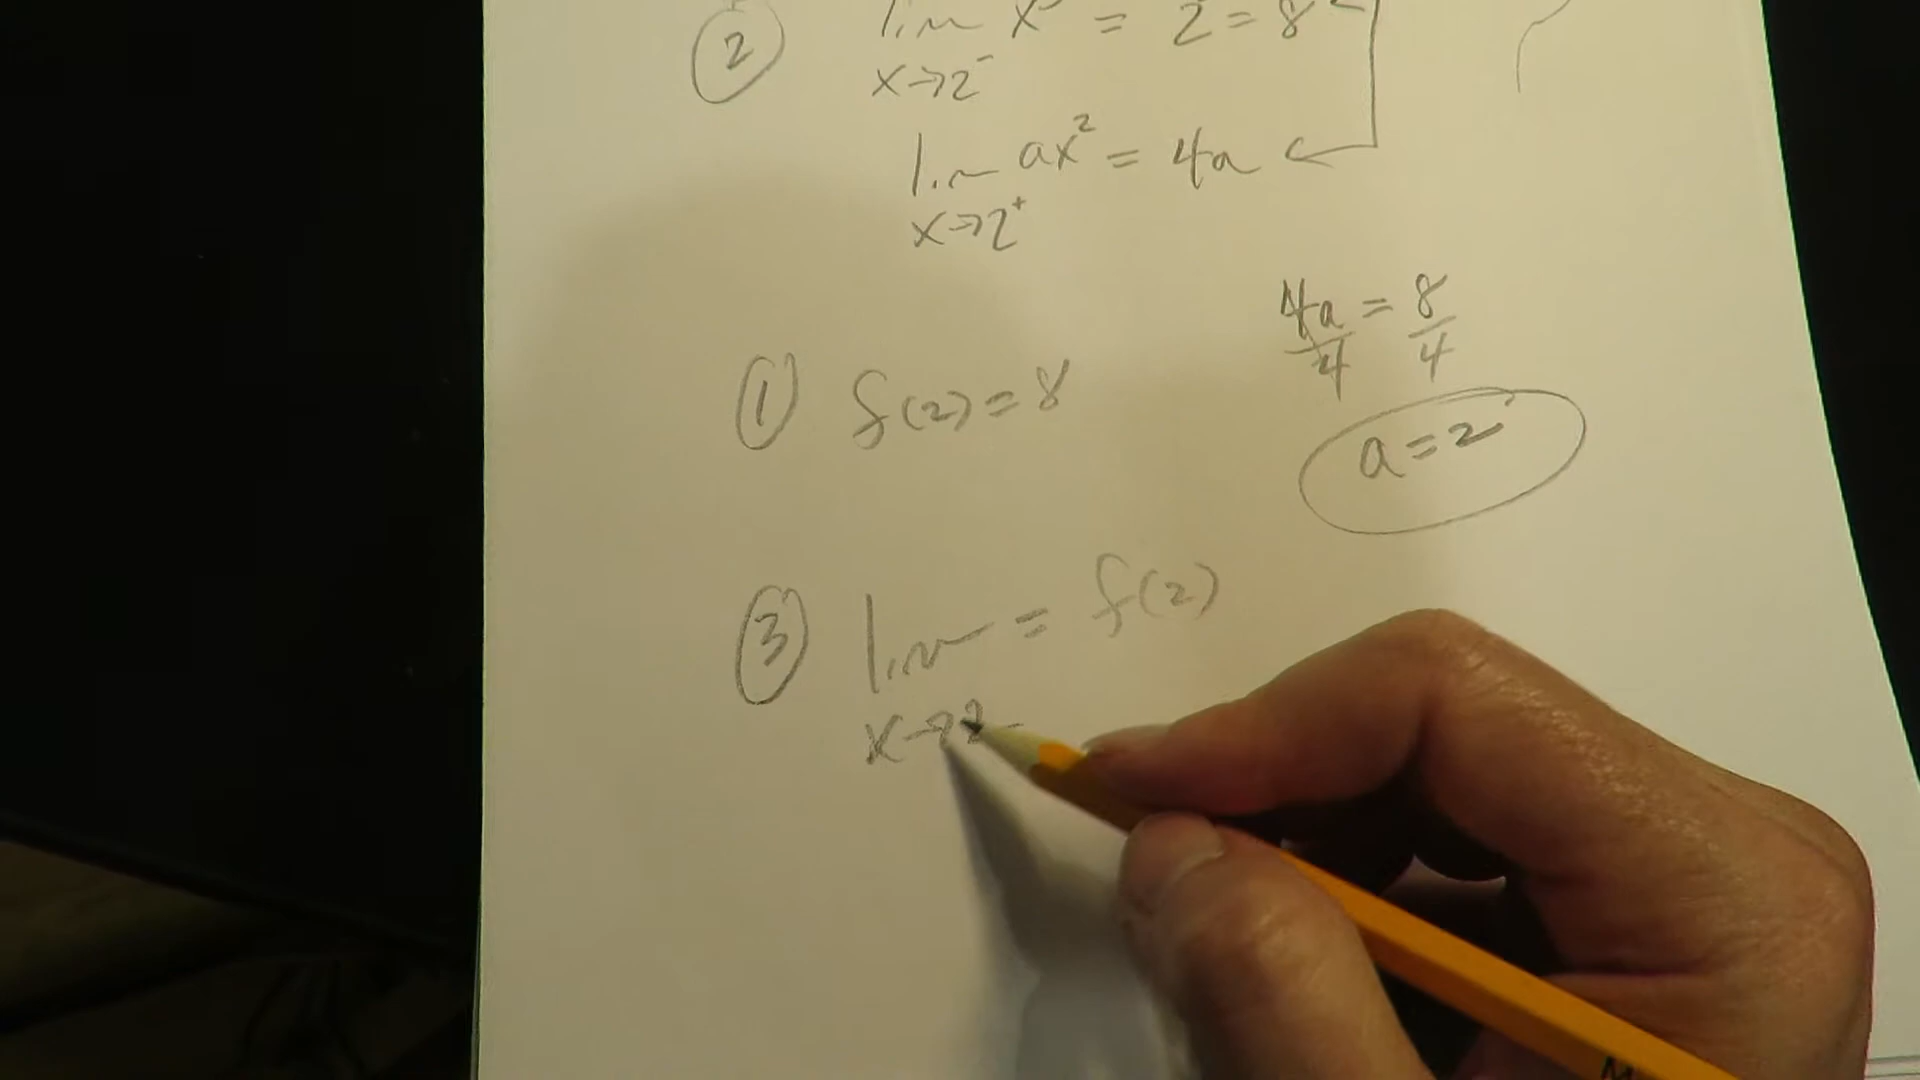 ② lim x³ = 2 = 8
x→2⁻
lim ax² = 4a
x→2⁺
4a/4 = 8/4
① f(2) = 8
a = 2
③ lim = f(2)
x→2